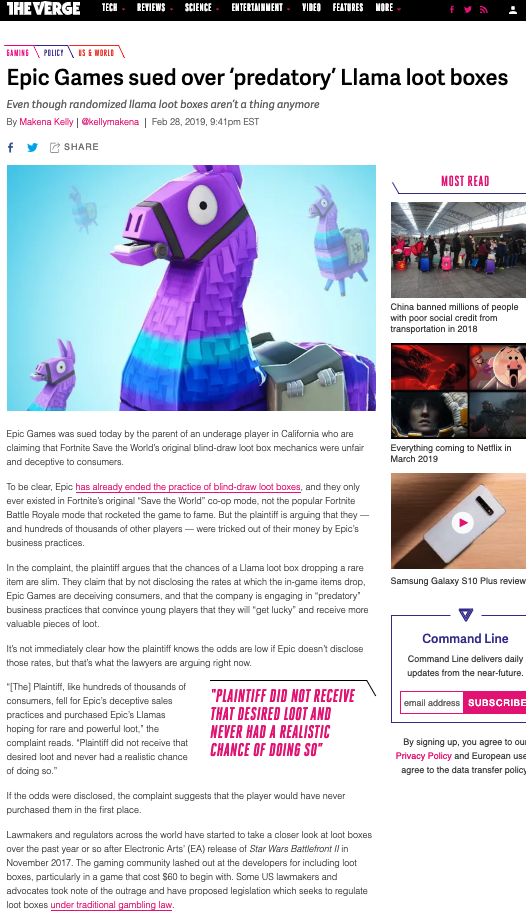 THE VERGE
TECH REVIEWS SCIENCE ENTERTAINMENT VIDEO FEATURES MORE
GAMING POLICY US & WORLD
Epic Games sued over ‘predatory’ Llama loot boxes
Even though randomized llama loot boxes aren’t a thing anymore
By Makena Kelly | @kellymakena | Feb 28, 2019, 9:41pm EST
SHARE
Epic Games was sued today by the parent of an underage player in California who are
claiming that Fortnite Save the World’s original blind-draw loot box mechanics were unfair
and deceptive to consumers.
To be clear, Epic has already ended the practice of blind-draw loot boxes, and they only
ever existed in Fortnite’s original “Save the World” co-op mode, not the popular Fortnite
Battle Royale mode that rocketed the game to fame. But the plaintiff is arguing that they —
and hundreds of thousands of other players — were tricked out of their money by Epic’s
business practices.
In the complaint, the plaintiff argues that the chances of a Llama loot box dropping a rare
item are slim. They claim that by not disclosing the rates at which the in-game items drop,
Epic Games are deceiving consumers, and that the company is engaging in “predatory”
business practices that convince young players that they will “get lucky” and receive more
valuable pieces of loot.
It’s not immediately clear how the plaintiff knows the odds are low if Epic doesn’t disclose
those rates, but that’s what the lawyers are arguing right now.
“[The] Plaintiff, like hundreds of thousands of
consumers, fell for Epic’s deceptive sales
practices and purchased Epic’s Llamas
hoping for rare and powerful loot,” the
complaint reads. “Plaintiff did not receive that
desired loot and never had a realistic chance
of doing so.”
"PLAINTIFF DID NOT RECEIVE
THAT DESIRED LOOT AND
NEVER HAD A REALISTIC
CHANCE OF DOING SO”
If the odds were disclosed, the complaint suggests that the player would have never
purchased them in the first place.
Lawmakers and regulators across the world have started to take a closer look at loot boxes
over the past year or so after Electronic Arts’ (EA) release of Star Wars Battlefront II in
November 2017. The gaming community lashed out at the developers for including loot
boxes, particularly in a game that cost $60 to begin with. Some US lawmakers and
advocates took note of the outrage and have proposed legislation which seeks to regulate
loot boxes under traditional gambling law.
MOST READ
China banned millions of people
with poor social credit from
transportation in 2018
Everything coming to Netflix in
March 2019
Samsung Galaxy S10 Plus review
Command Line
Command Line delivers daily
updates from the near-future.
email address SUBSCRIBE
By signing up, you agree to our
Privacy Policy and European use
agree to the data transfer policy